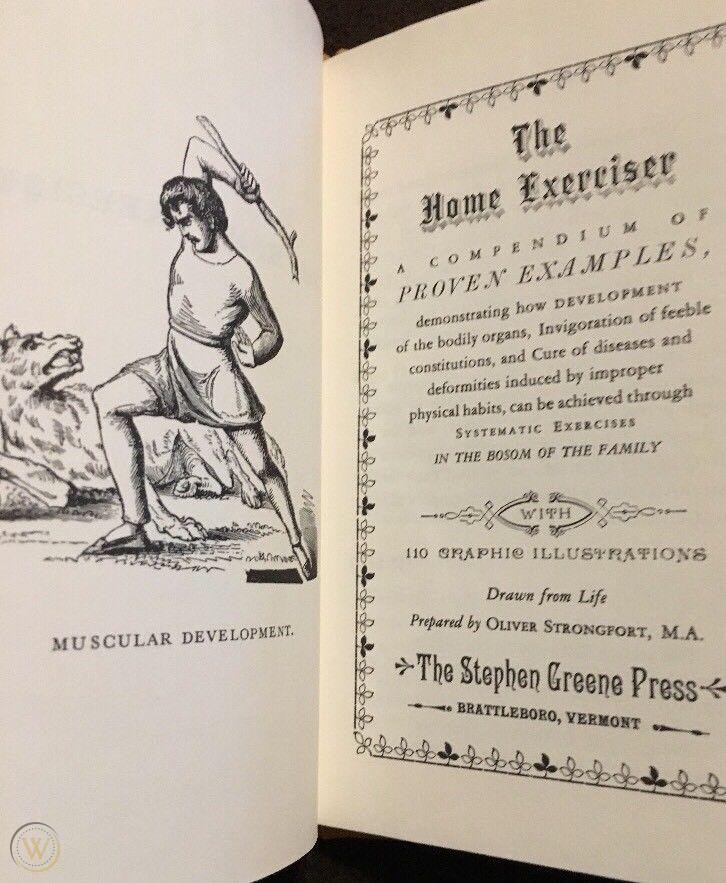 MUSCULAR DEVELOPMENT.
The
Home Exerciser
A COMPENDIUM OF
PROVEN EXAMPLES,
demonstrating how DEVELOPMENT
of the bodily organs, Invigoration of feeble
constitutions, and Cure of diseases and
deformities induced by improper
physical habits, can be achieved through
SYSTEMATIC EXERCISES
IN THE BOSOM OF THE FAMILY
WITH
110 GRAPHIC ILLUSTRATIONS
Drawn from Life
Prepared by OLIVER STRONGFORT, M.A.
The Stephen Greene Press
BRATTLEBORO, VERMONT
W